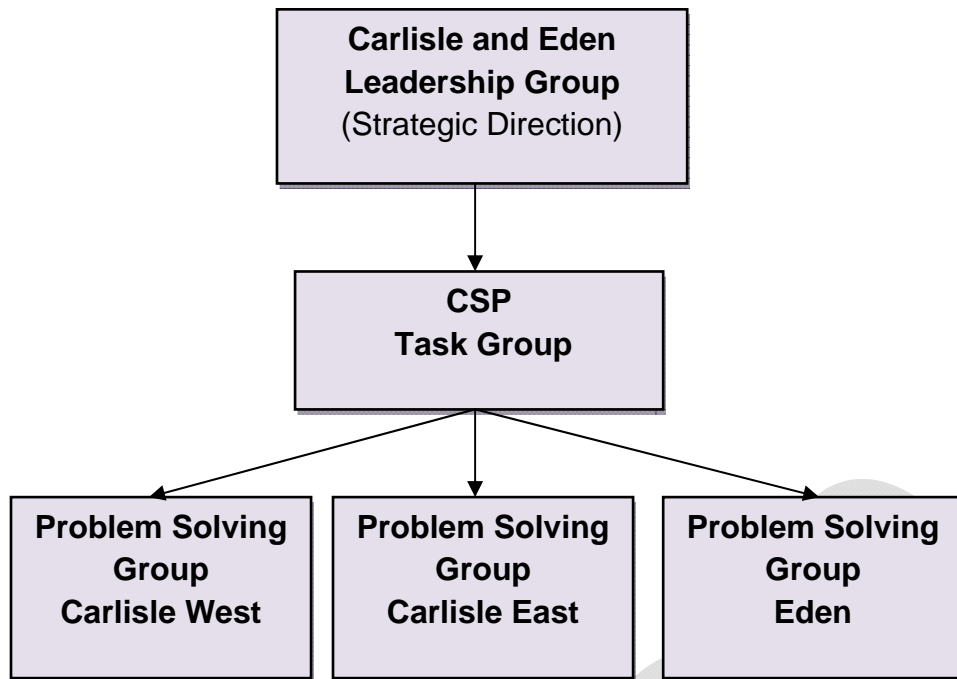 Carlisle and Eden
Leadership Group
(Strategic Direction)
CSP
Task Group
Problem Solving
Group
Carlisle West
Problem Solving
Group
Carlisle East
Problem Solving
Group
Eden